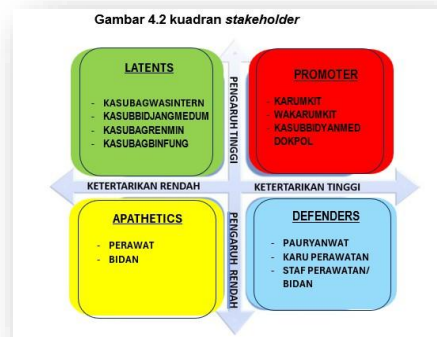 Gambar 4.2 kuadran stakeholder
LATENTS
- KASUBAGWASINTERN
- KASUBBIDJANGMEDUM
- KASUBAGRENMIN
- KASUBAGBINFUNG
PENGARUH TINGGI
PROMOTER
- KARUMKIT
- WAKARUMKIT
- KASUBBIDYANMED
DOKPOL
KETERTARIKAN RENDAH
KETERTARIKAN TINGGI
APATHETICS
- PERAWAT
- BIDAN
PENGARUH RENDAH
DEFENDERS
- PAURYANWAT
- KARU PERAWATAN
- STAF PERAWATAN/
BIDAN